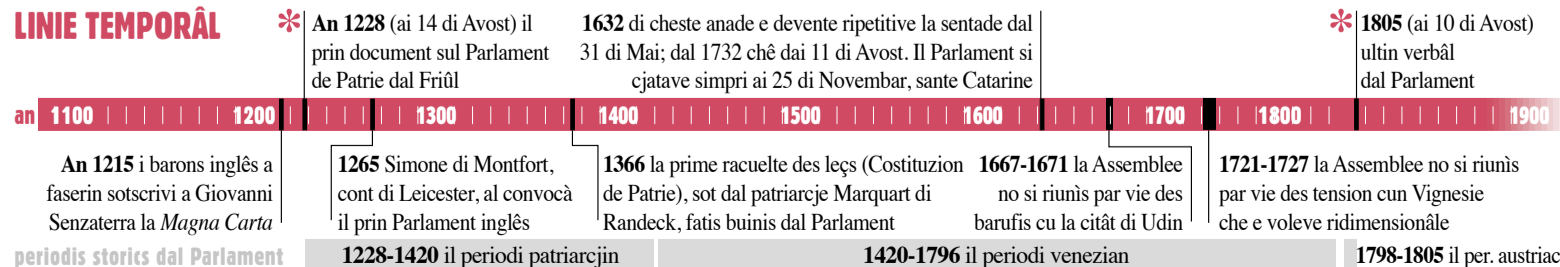 LINIE TEMPORÂL
* An 1228 (ai 14 di Avost) il
prin document sul Parlament
de Patrie dal Friûl
1632 di cheste anade e devente ripetitive la sentade dal
31 di Mai; dal 1732 chê dai 11 di Avost. Il Parlament si
cjatave simpri ai 25 di Novembar, sante Catarine
* 1805 (ai 10 di Avost)
ultin verbâl
dal Parlament
an 1100 1200 1300 1400 1500 1600 1700 1800 1900
An 1215 i barons inglês a
faserin sotscrivi a Giovanni
Senzaterra la Magna Carta
1265 Simone di Montfort,
cont di Leicester, al convocà
il prin Parlament inglês
1366 la prime racuelte des leçs (Costituzion
de Patrie), sot dal patriarcje Marquart di
Randeck, fatis buinis dal Parlament
1667-1671 la Assemblee
no si riunìs par vie des
barufis cu la citât di Udin
1721-1727 la Assemblee no si riunìs
par vie des tension cun Vignesie
che e voleve ridimensionâle
periodis storics dal Parlament
1228-1420 il periodi patriarcjin
1420-1796 il periodi venezian
1798-1805 il per. austriac